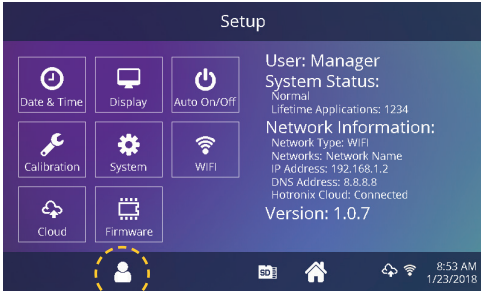 Setup
Date & Time
Display
Auto On/Off
Calibration
System
WIFI
Cloud
Firmware
User: Manager
System Status:
Normal
Lifetime Applications: 1234
Network Information:
Network Type: WIFI
Networks: Network Name
IP Address: 192.168.1.2
DNS Address: 8.8.8.8
Hotronix Cloud: Connected
Version: 1.0.7
SD
8:53 AM
1/23/2018